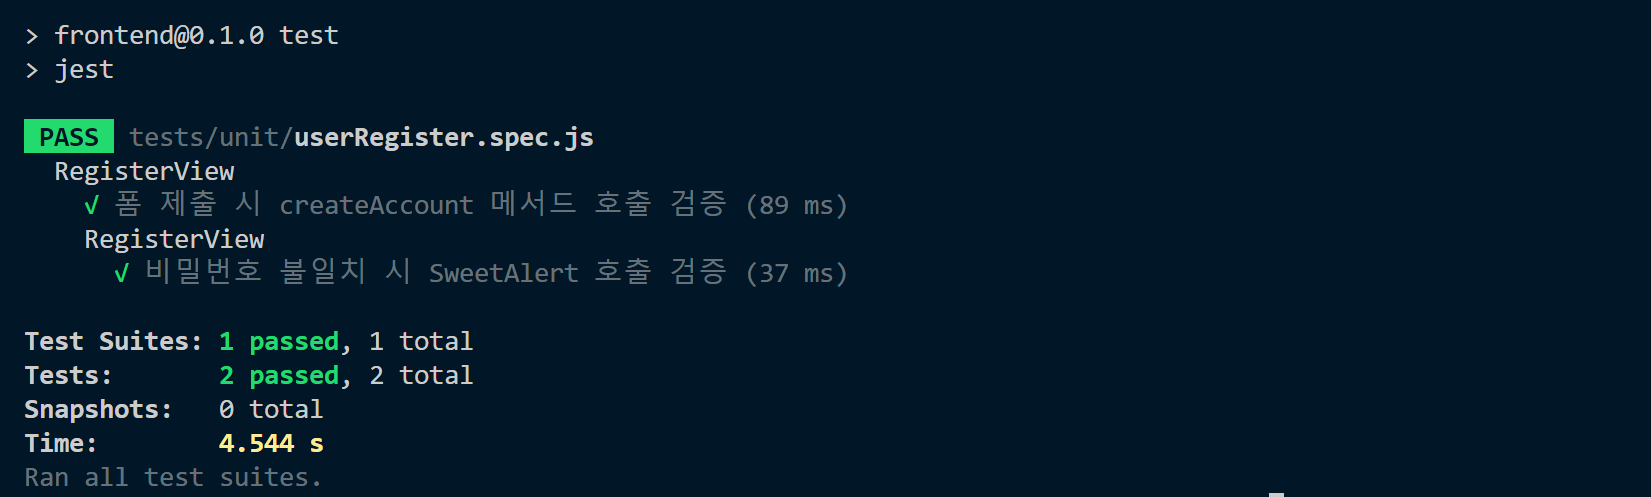 > frontend@0.1.0 test
> jest
PASS tests/unit/userRegister.spec.js
RegisterView
√ 폼 제출 시 createAccount 메서드 호출 검증 (89 ms)
RegisterView
√ 비밀번호 불일치 시 SweetAlert 호출 검증 (37 ms)
Test Suites: 1 passed, 1 total
Tests: 2 passed, 2 total
Snapshots: 0 total
Time: 4.544 s
Ran all test suites.